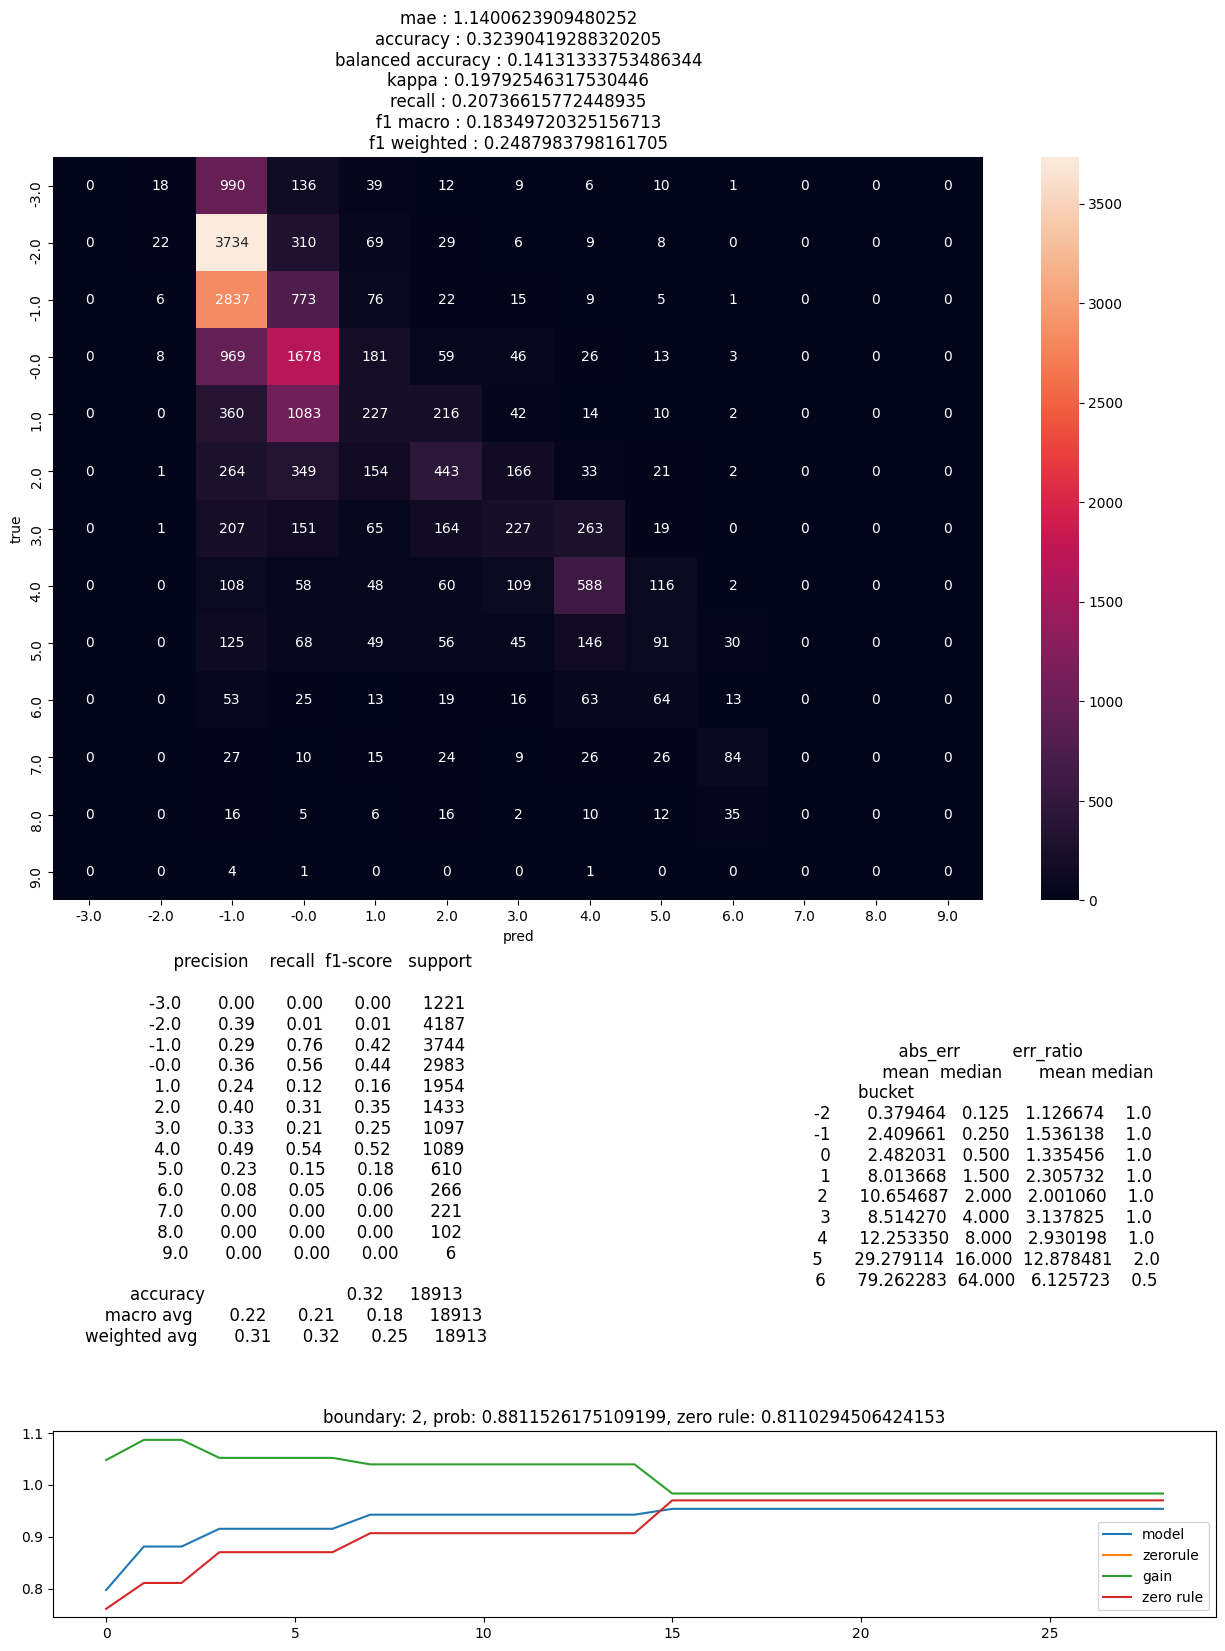 mae : 1.1400623909480252
accuracy : 0.32390419288320205
balanced accuracy : 0.14131333753486344
kappa : 0.19792546317530446
recall : 0.20736615772448935
f1 macro : 0.18349720325156713
f1 weighted : 0.2487983798161705
-3.0 0 18 990 136 39 12 9 6 10 1 0 0 0
-2.0 0 22 3734 310 69 29 6 9 8 0 0 0 0
-1.0 0 6 2837 773 76 22 15 9 5 1 0 0 0
-0.0 0 8 969 1678 181 59 46 26 13 3 0 0 0
1.0 0 0 360 1083 227 216 42 14 10 2 0 0 0
2.0 0 1 264 349 154 443 166 33 21 2 0 0 0
3.0 0 1 207 151 65 164 227 263 19 0 0 0 0
4.0 0 0 108 58 48 60 109 588 116 2 0 0 0
5.0 0 0 125 68 49 56 45 146 91 30 0 0 0
6.0 0 0 53 25 13 19 16 63 64 13 0 0 0
7.0 0 0 27 10 15 24 9 26 26 84 0 0 0
8.0 0 0 16 5 6 16 2 10 12 35 0 0 0
9.0 0 0 4 1 0 0 0 1 0 0 0 0 0
true
-3.0 -2.0 -1.0 -0.0 1.0 2.0 3.0 4.0 5.0 6.0 7.0 8.0 9.0
pred
3500
3000
2500
2000
1500
1000
500
0
precision recall f1-score support
-3.0 0.00 0.00 0.00 1221
-2.0 0.39 0.01 0.01 4187
-1.0 0.29 0.76 0.42 3744
-0.0 0.36 0.56 0.44 2983
1.0 0.24 0.12 0.16 1954
2.0 0.40 0.31 0.35 1433
3.0 0.33 0.21 0.25 1097
4.0 0.49 0.54 0.52 1089
5.0 0.23 0.15 0.18 610
6.0 0.08 0.05 0.06 266
7.0 0.00 0.00 0.00 221
8.0 0.00 0.00 0.00 102
9.0 0.00 0.00 0.00 6
accuracy 0.32 18913
macro avg 0.22 0.21 0.18 18913
weighted avg 0.31 0.32 0.25 18913
abs_err err_ratio
mean median mean median
bucket
-2 0.379464 0.125 1.126674 1.0
-1 2.409661 0.250 1.536138 1.0
0 2.482031 0.500 1.335456 1.0
1 8.013668 1.500 2.305732 1.0
2 10.654687 2.000 2.001060 1.0
3 8.514270 4.000 3.137825 1.0
4 12.253350 8.000 2.930198 1.0
5 29.279114 16.000 12.878481 2.0
6 79.262283 64.000 6.125723 0.5
boundary: 2, prob: 0.8811526175109199, zero rule: 0.8110294506424153
1.1
1.0
0.9
0.8
model
zerorule
gain
zero rule
0 5 10 15 20 25